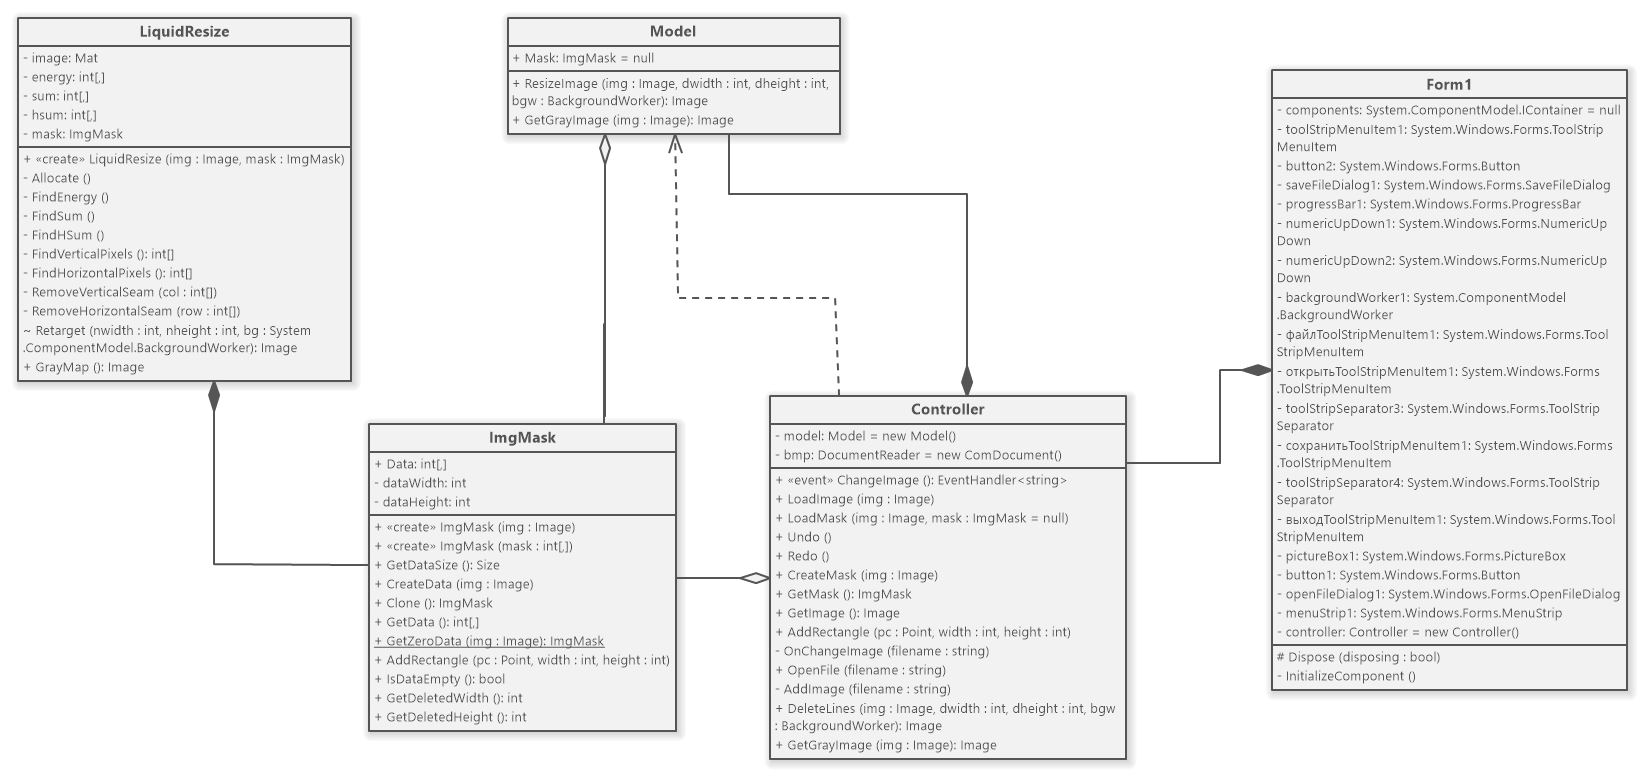 LiquidResize
- image: Mat
- energy: int[,]
- sum: int[,]
- hsum: int[,]
- mask: ImgMask
+ «create» LiquidResize (img : Image, mask : ImgMask)
- Allocate ()
- FindEnergy ()
- FindSum ()
- FindHSum ()
- FindVerticalPixels (): int[]
- FindHorizontalPixels (): int[]
- RemoveVerticalSeam (col : int[])
- RemoveHorizontalSeam (row : int[])
~ Retarget (nwidth : int, nheight : int, bg : System
.ComponentModel.BackgroundWorker): Image
+ GrayMap (): Image
Model
+ Mask: ImgMask = null
+ ResizeImage (img : Image, dwidth : int, dheight : int,
bgw : BackgroundWorker): Image
+ GetGrayImage (img : Image): Image
ImgMask
+ Data: int[,]
- dataWidth: int
- dataHeight: int
+ «create» ImgMask (img : Image)
+ «create» ImgMask (mask : int[,])
+ GetDataSize (): Size
+ CreateData (img : Image)
+ Clone (): ImgMask
+ GetData (): int[,]
+ GetZeroData (img : Image): ImgMask
+ AddRectangle (pc : Point, width : int, height : int)
+ IsDataEmpty (): bool
+ GetDeletedWidth (): int
+ GetDeletedHeight (): int
Controller
- model: Model = new Model()
- bmp: DocumentReader = new ComDocument()
+ «event» ChangeImage (): EventHandler<string>
+ LoadImage (img : Image)
+ LoadMask (img : Image, mask : ImgMask = null)
+ Undo ()
+ Redo ()
+ CreateMask (img : Image)
+ GetMask (): ImgMask
+ GetImage (): Image
+ AddRectangle (pc : Point, width : int, height : int)
- OnChangeImage (filename : string)
+ OpenFile (filename : string)
- AddImage (filename : string)
+ DeleteLines (img : Image, dwidth : int, dheight : int, bgw
: BackgroundWorker): Image
+ GetGrayImage (img : Image): Image
Form1
- components: System.ComponentModel.IContainer = null
- toolStripMenuItem1: System.Windows.Forms.ToolStrip
MenuItem
- button2: System.Windows.Forms.Button
- saveFileDialog1: System.Windows.Forms.SaveFileDialog
- progressBar1: System.Windows.Forms.ProgressBar
- numericUpDown1: System.Windows.Forms.NumericUp
Down
- numericUpDown2: System.Windows.Forms.NumericUp
Down
- backgroundWorker1: System.ComponentModel
.BackgroundWorker
- файлToolStripMenuItem1: System.Windows.Forms.Tool
StripMenuItem
- открытьToolStripMenuItem1: System.Windows.Forms
.ToolStripMenuItem
- toolStripSeparator3: System.Windows.Forms.ToolStrip
Separator
- сохранитьToolStripMenuItem1: System.Windows.Forms
.ToolStripMenuItem
- toolStripSeparator4: System.Windows.Forms.ToolStrip
Separator
- выходToolStripMenuItem1: System.Windows.Forms.Tool
StripMenuItem
- pictureBox1: System.Windows.Forms.PictureBox
- button1: System.Windows.Forms.Button
- openFileDialog1: System.Windows.Forms.OpenFileDialog
- menuStrip1: System.Windows.Forms.MenuStrip
- controller: Controller = new Controller()
# Dispose (disposing : bool)
- InitializeComponent ()